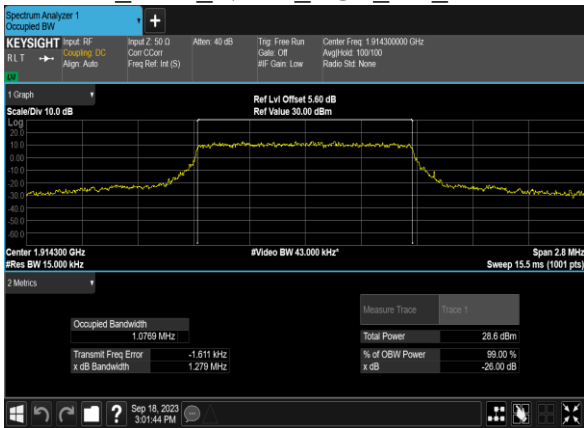 Spectrum Analyzer 1
Occupied BW
KEYSIGHT Input: RF Input Z: 50 Ω Atten: 40 dB Trig: Free Run Center Freq: 1.914300000 GHz
RLT Coupling: DC Corr CCorr Gate: Off Avg|Hold: 100/100
Align: Auto Freq Ref: Int (S) #IF Gain: Low Radio Std: None
LV
1 Graph Ref Lvl Offset 5.60 dB
Scale/Div 10.0 dB Ref Value 30.00 dBm
Log
20.0
10.0
0.00
-10.0
-20.0
-30.0
-40.0
-50.0
-60.0
Center 1.914300 GHz #Video BW 43.000 kHz* Span 2.8 MHz
#Res BW 15.000 kHz Sweep 15.5 ms (1001 pts)
2 Metrics
Measure Trace Trace 1
Occupied Bandwidth
1.0769 MHz Total Power 28.6 dBm
Transmit Freq Error -1.611 kHz % of OBW Power 99.00 %
x dB Bandwidth 1.279 MHz x dB -26.00 dB
Sep 18, 2023
3:01:44 PM